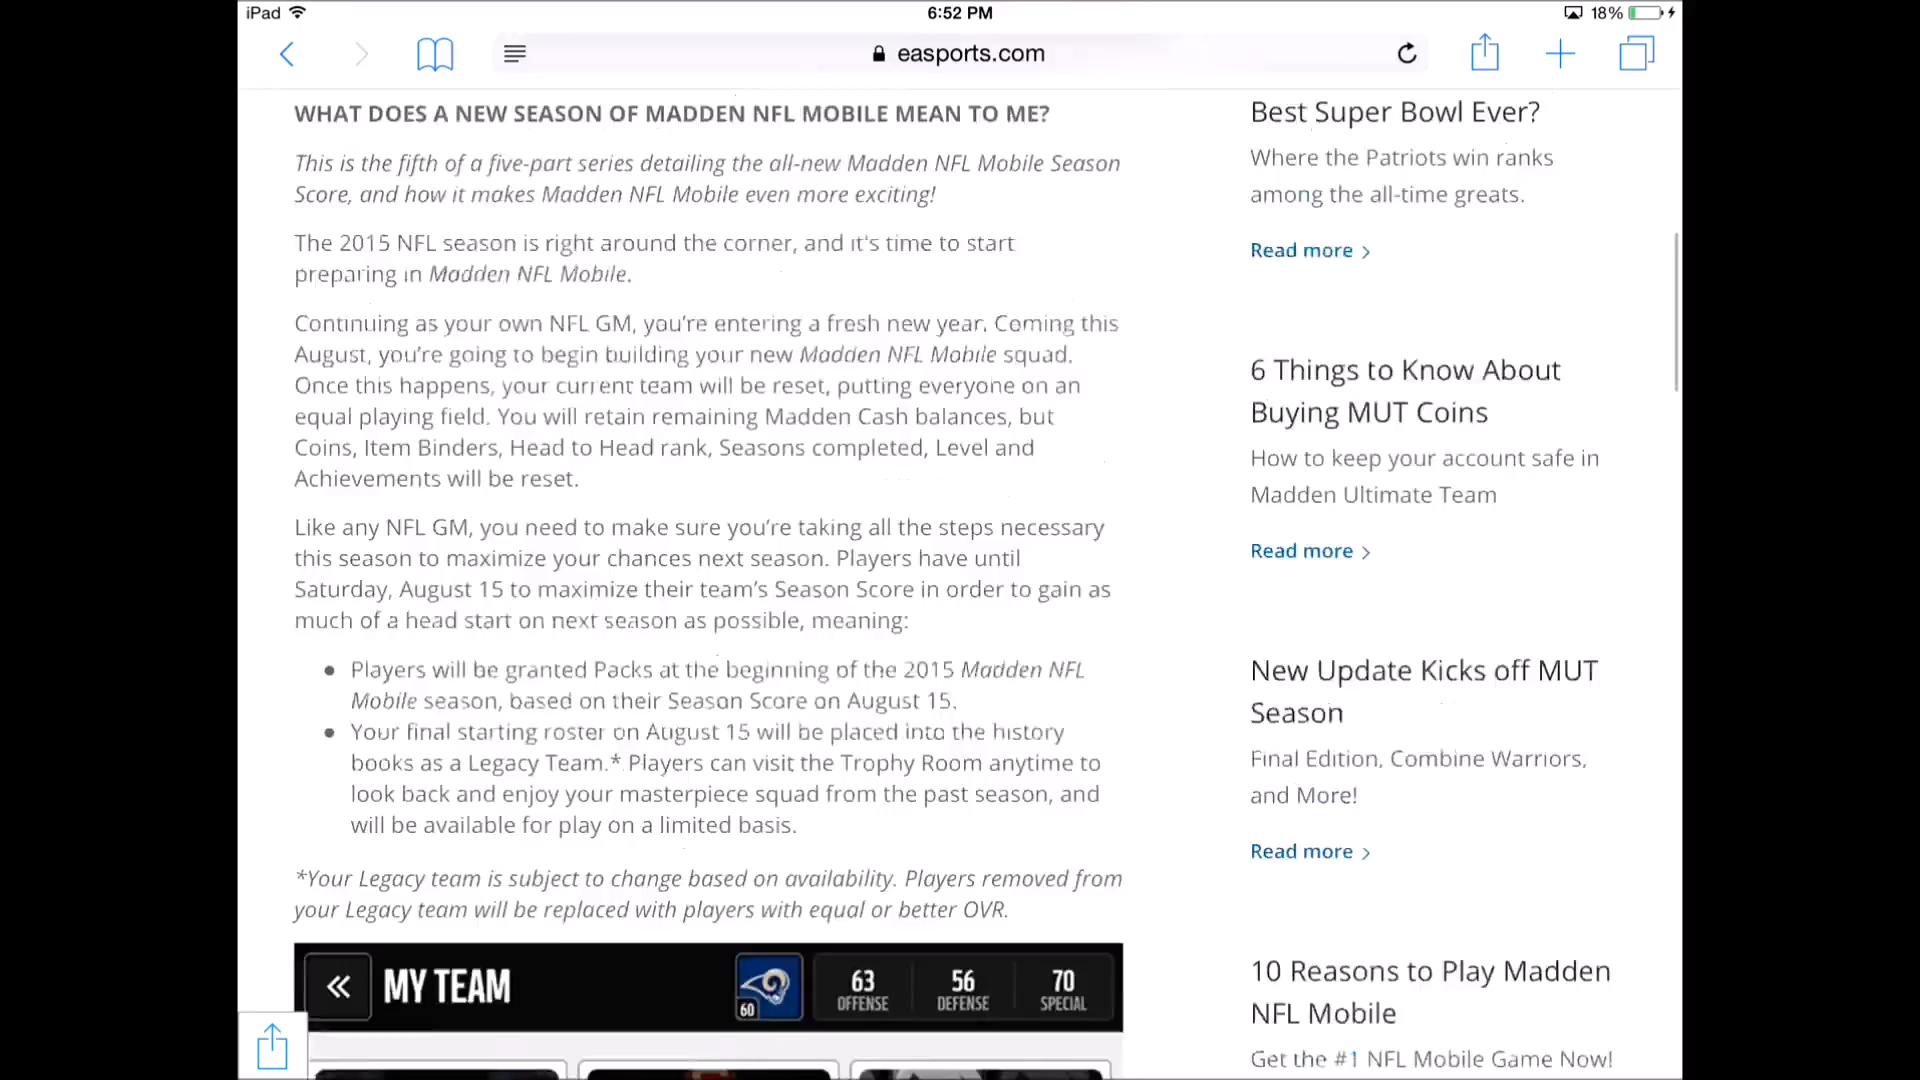 iPad
6:52 PM
18%
easports.com
WHAT DOES A NEW SEASON OF MADDEN NFL MOBILE MEAN TO ME?
This is the fifth of a five-part series detailing the all-new Madden NFL Mobile Season
Score, and how it makes Madden NFL Mobile even more exciting!
The 2015 NFL season is right around the corner, and it's time to start
preparing in Madden NFL Mobile.
Continuing as your own NFL GM, you're entering a fresh new year. Coming this
August, you're going to begin building your new Madden NFL Mobile squad.
Once this happens, your current team will be reset, putting everyone on an
equal playing field. You will retain remaining Madden Cash balances, but
Coins, Item Binders, Head to Head rank, Seasons completed, Level and
Achievements will be reset.
Like any NFL GM, you need to make sure you're taking all the steps necessary
this season to maximize your chances next season. Players have until
Saturday, August 15 to maximize their team's Season Score in order to gain as
much of a head start on next season as possible, meaning:
Players will be granted Packs at the beginning of the 2015 Madden NFL
Mobile season, based on their Season Score on August 15.
Your final starting roster on August 15 will be placed into the history
books as a Legacy Team.* Players can visit the Trophy Room anytime to
look back and enjoy your masterpiece squad from the past season, and
will be available for play on a limited basis.
*Your Legacy team is subject to change based on availability. Players removed from
your Legacy team will be replaced with players with equal or better OVR.
MY TEAM
60
63
OFFENSE
56
DEFENSE
70
SPECIAL
Best Super Bowl Ever?
Where the Patriots win ranks
among the all-time greats.
Read more
6 Things to Know About
Buying MUT Coins
How to keep your account safe in
Madden Ultimate Team
Read more
New Update Kicks off MUT
Season
Final Edition, Combine Warriors,
and More!
Read more
10 Reasons to Play Madden
NFL Mobile
Get the #1 NFL Mobile Game Now!